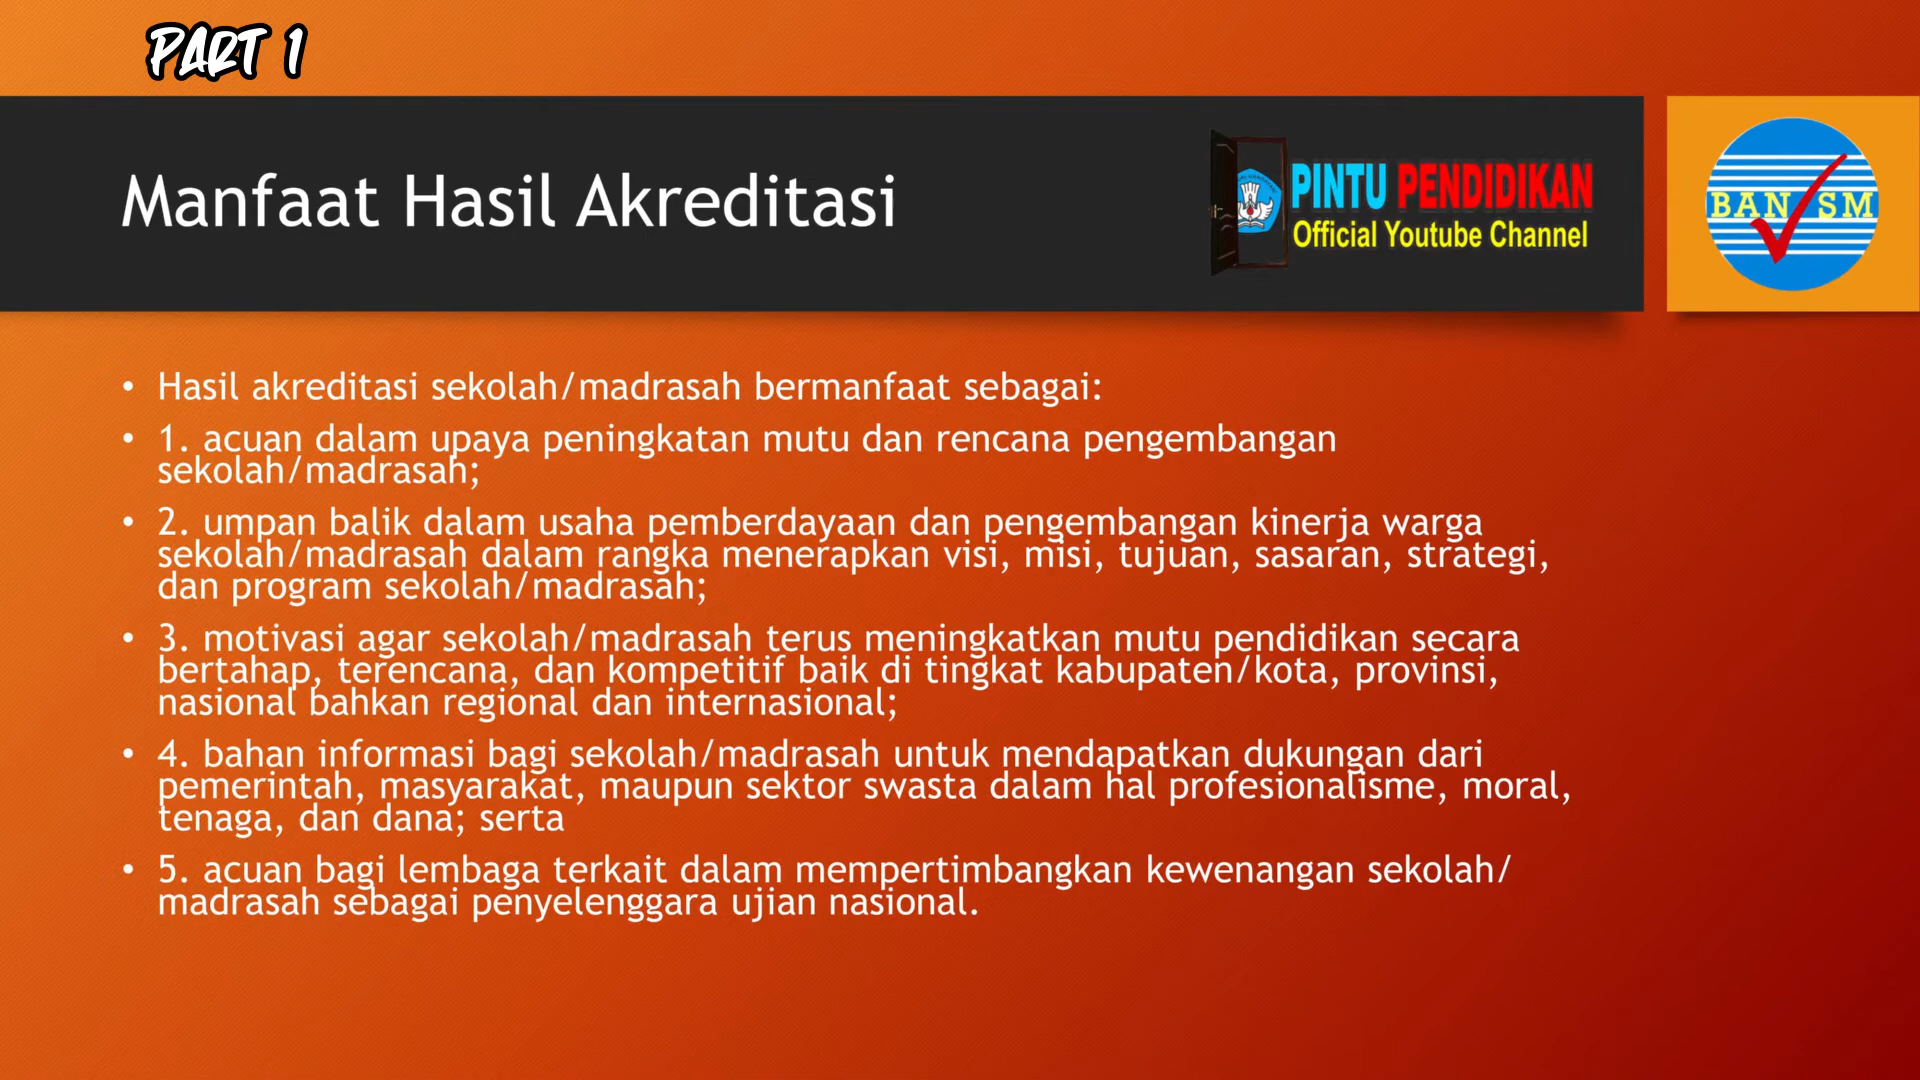 PART 1
Manfaat Hasil Akreditasi
PINTU PENDIDIKAN
Official Youtube Channel
BAN SM
• Hasil akreditasi sekolah/madrasah bermanfaat sebagai:
• 1. acuan dalam upaya peningkatan mutu dan rencana pengembangan
sekolah/madrasah;
• 2. umpan balik dalam usaha pemberdayaan dan pengembangan kinerja warga
sekolah/madrasah dalam rangka menerapkan visi, misi, tujuan, sasaran, strategi,
dan program sekolah/madrasah;
• 3. motivasi agar sekolah/madrasah terus meningkatkan mutu pendidikan secara
bertahap, terencana, dan kompetitif baik di tingkat kabupaten/kota, provinsi,
nasional bahkan regional dan internasional;
• 4. bahan informasi bagi sekolah/madrasah untuk mendapatkan dukungan dari
pemerintah, masyarakat, maupun sektor swasta dalam hal profesionalisme, moral,
tenaga, dan dana; serta
• 5. acuan bagi lembaga terkait dalam mempertimbangkan kewenangan sekolah/
madrasah sebagai penyelenggara ujian nasional.